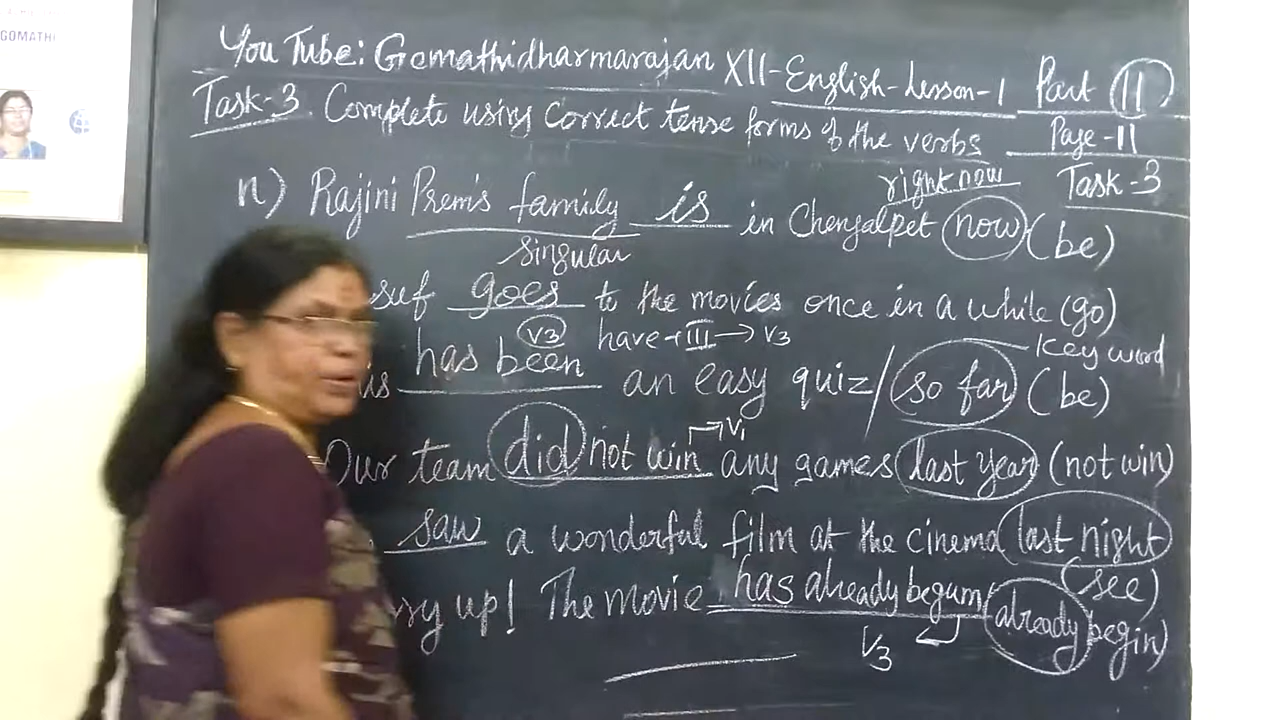 GOMATHI
You Tube: Gomathidharmarajan XII-English-Lesson-1 Part 11
Task-3. Complete using correct tense forms of the verbs Page-11
right now Task-3
n) Rajini Prem's family is in Chenjalpet now (be)
singular
suf goes to the movies once in a while (go)
V3 have + III → V3 Key word
is has been an easy quiz/so far (be)
V1
Our team did not win any games last year (not win)
saw a wonderful film at the cinema last night
(see)
rry up! The movie has already begum (already begin)
V3